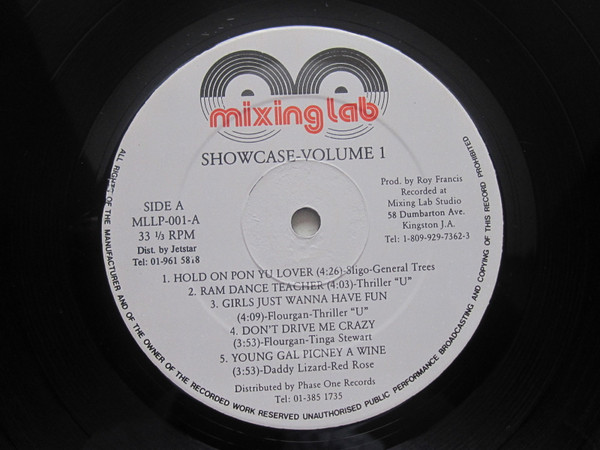 mixing lab
SHOWCASE-VOLUME 1
SIDE A
MLLP-001-A
33 1/3 RPM
Dist. by Jetstar
Tel: 01-961 5818
Prod. by Roy Francis
Recorded at
Mixing Lab Studio
58 Dumbarton Ave.
Kingston J.A.
Tel: 1-809-929-7362-3
1. HOLD ON PON YU LOVER (4:26)-Sligo-General Trees
2. RAM DANCE TEACHER (4:03)-Thriller "U"
3. GIRLS JUST WANNA HAVE FUN
(4:09)-Flourgan-Thriller "U"
4. DON'T DRIVE ME CRAZY
(3:53)-Flourgan-Tinga Stewart
5. YOUNG GAL PICNEY A WINE
(3:53)-Daddy Lizard-Red Rose
Distributed by Phase One Records
Tel: 01-385 1735
ALL RIGHTS OF THE MANUFACTURER AND OF THE OWNER OF THE RECORDED WORK RESERVED UNAUTHORISED PUBLIC PERFORMANCE BROADCASTING AND COPYING OF THIS RECORD PROHIBITED